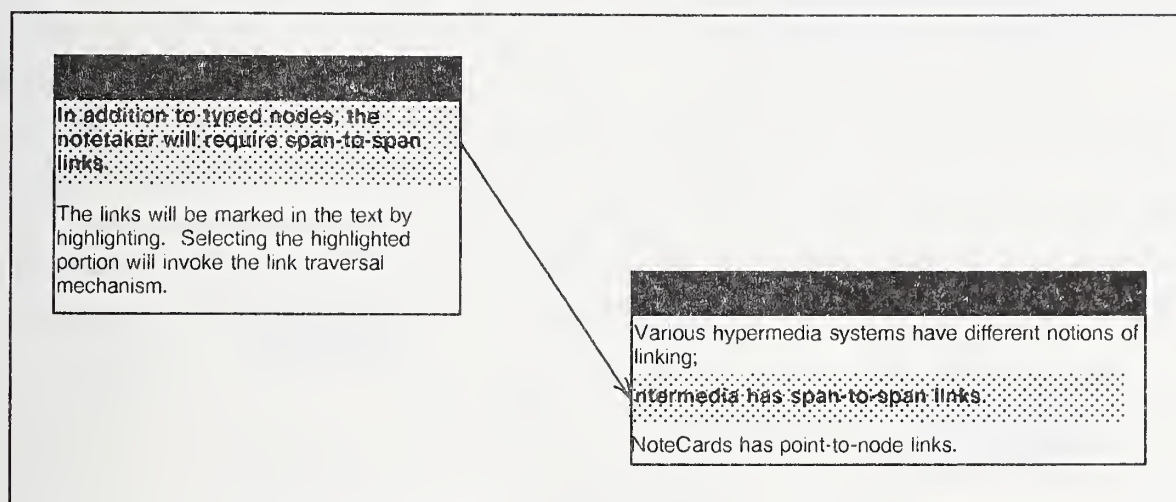 In addition to typed nodes, the
notetaker will require span-to-span
links.
The links will be marked in the text by
highlighting. Selecting the highlighted
portion will invoke the link traversal
mechanism.
Various hypermedia systems have different notions of
linking;
Intermedia has span-to-span links.
NoteCards has point-to-node links.